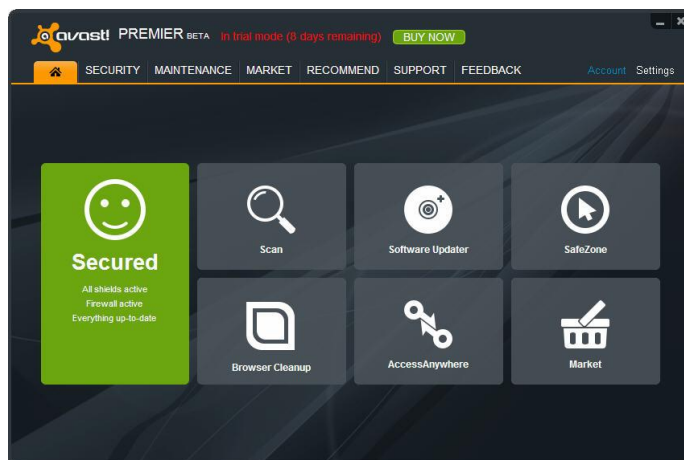 avast! PREMIER BETA In trial mode (8 days remaining) BUY NOW
SECURITY MAINTENANCE MARKET RECOMMEND SUPPORT FEEDBACK Account Settings
Secured
All shields active
Firewall active
Everything up-to-date
Scan
Software Updater
SafeZone
Browser Cleanup
AccessAnywhere
Market